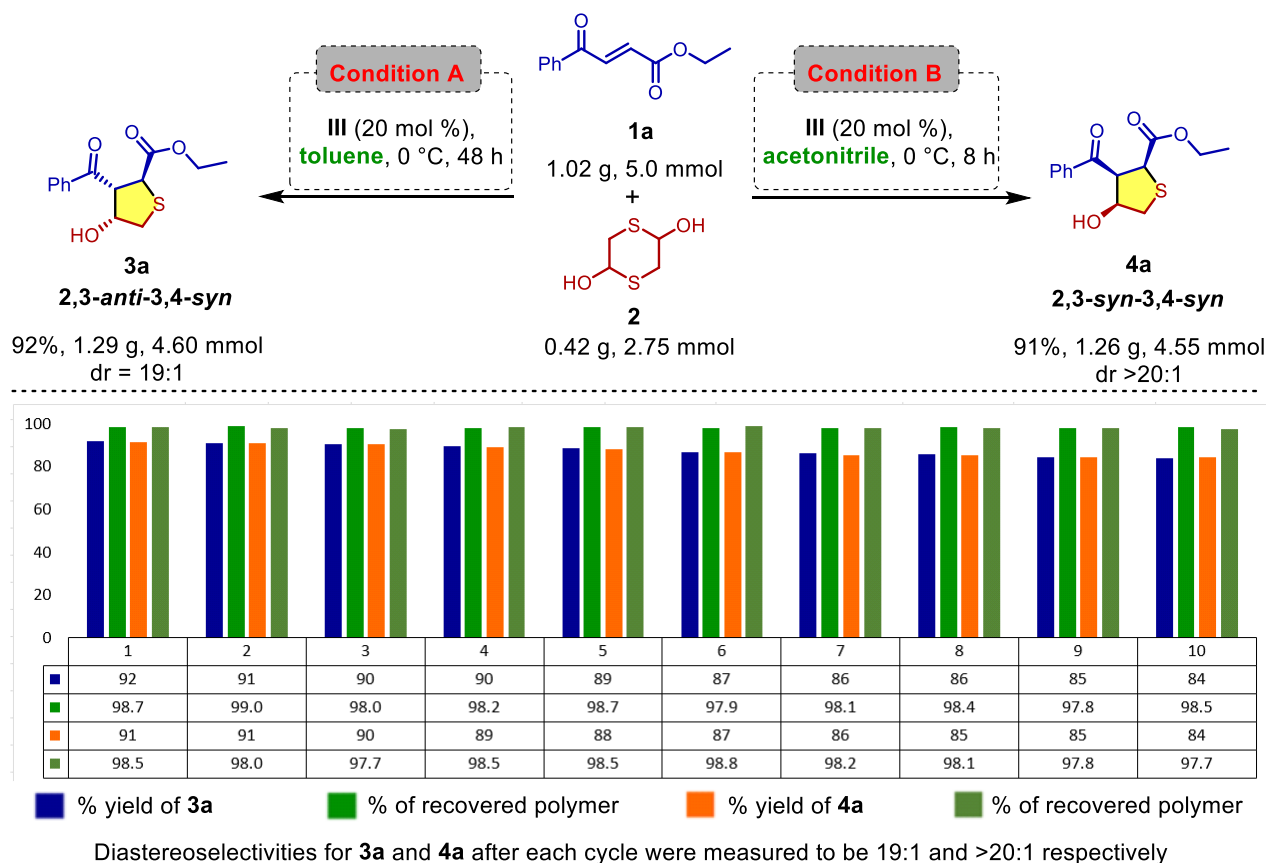 Condition A
III (20 mol %),
toluene, 0 °C, 48 h
O
Ph
O
O
1a
1.02 g, 5.0 mmol
+
S
OH
HO
S
2
0.42 g, 2.75 mmol
Condition B
III (20 mol %),
acetonitrile, 0 °C, 8 h
O
O
O
Ph
S
HO
3a
2,3-anti-3,4-syn
92%, 1.29 g, 4.60 mmol
dr = 19:1
O
O
O
Ph
S
HO
4a
2,3-syn-3,4-syn
91%, 1.26 g, 4.55 mmol
dr >20:1
100
80
60
40
20
0
1 2 3 4 5 6 7 8 9 10
92 91 90 90 89 87 86 86 85 84
98.7 99.0 98.0 98.2 98.7 97.9 98.1 98.4 97.8 98.5
91 91 90 89 88 87 86 85 85 84
98.5 98.0 97.7 98.5 98.5 98.8 98.2 98.1 97.8 97.7
% yield of 3a % of recovered polymer % yield of 4a % of recovered polymer
Diastereoselectivities for 3a and 4a after each cycle were measured to be 19:1 and >20:1 respectively